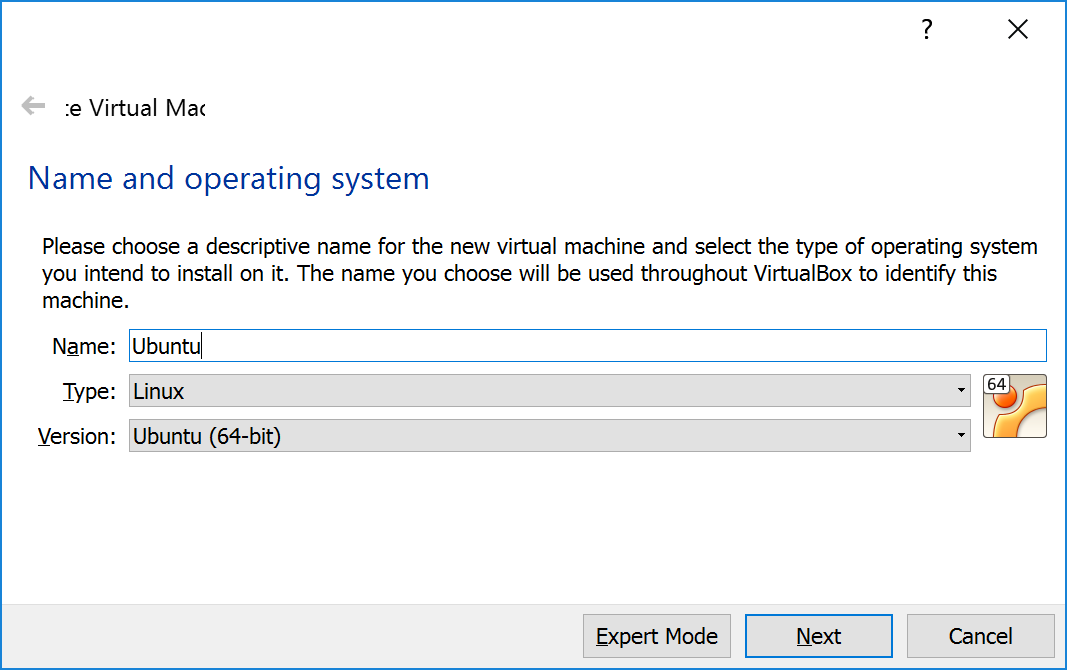 ?
te Virtual Mac
Name and operating system
Please choose a descriptive name for the new virtual machine and select the type of operating system
you intend to install on it. The name you choose will be used throughout VirtualBox to identify this
machine.
Name: Ubuntu
Type: Linux
64
Version: Ubuntu (64-bit)
Expert Mode Next Cancel